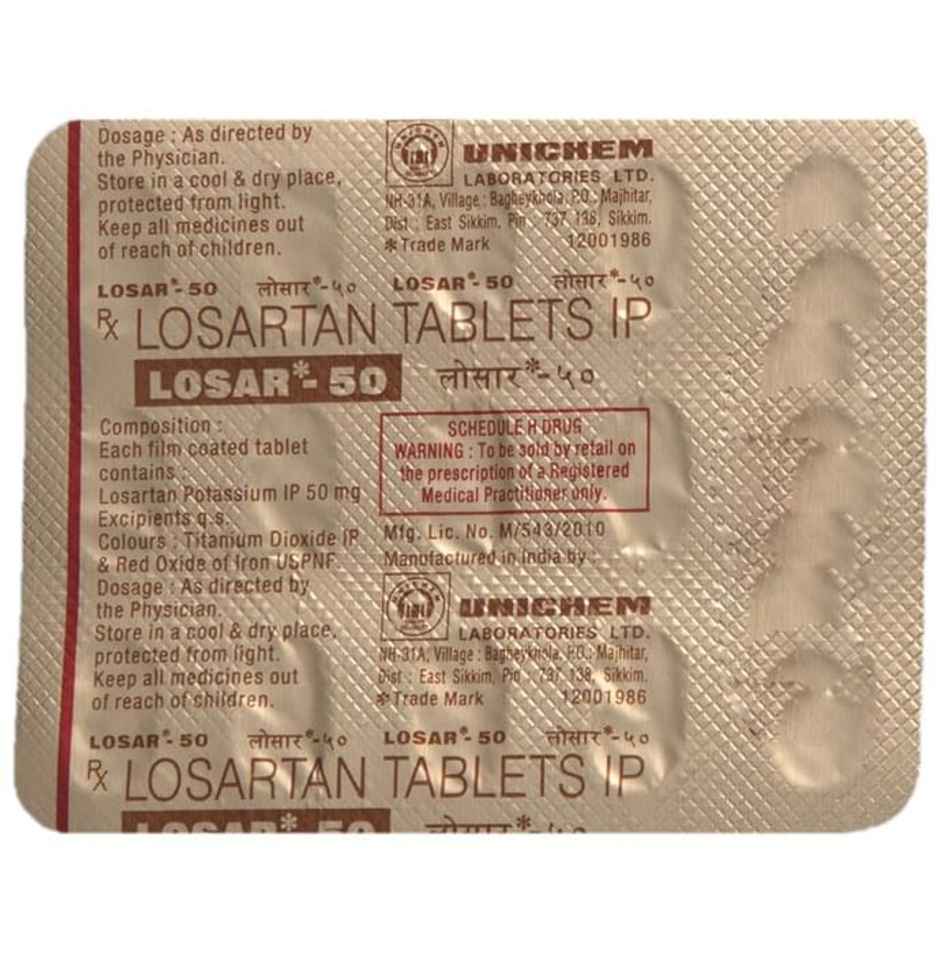 Dosage : As directed by
the Physician.
Store in a cool & dry place,
protected from light.
Keep all medicines out
of reach of children.
UNICHEM
LABORATORIES LTD.
NH-31A, Village : Bagheykhola, P.O.: Majhitar,
Dist : East Sikkim, Pin : 737 138, Sikkim.
*Trade Mark 12001986
LOSAR*-50 लोसार*-५० LOSAR*-50 लोसार*-५०
Rx LOSARTAN TABLETS IP
LOSAR*-50 लोसार*-५०
Composition :
Each film coated tablet
contains :
Losartan Potassium IP 50 mg
Excipients q.s.
Colours : Titanium Dioxide IP
& Red Oxide of Iron USPNF.
Dosage : As directed by
the Physician.
Store in a cool & dry place,
protected from light.
Keep all medicines out
of reach of children.
SCHEDULE H DRUG
WARNING : To be sold by retail on
the prescription of a Registered
Medical Practitioner only.
Mfg. Lic. No. M/543/2010
Manufactured in India by :
UNICHEM
LABORATORIES LTD.
NH-31A, Village : Bagheykhola, P.O.: Majhitar,
Dist : East Sikkim, Pin : 737 138, Sikkim.
*Trade Mark 12001986
LOSAR*-50 लोसार*-५० LOSAR*-50 लोसार*-५०
Rx LOSARTAN TABLETS IP
LOSAR*-50 लोसार*-५०